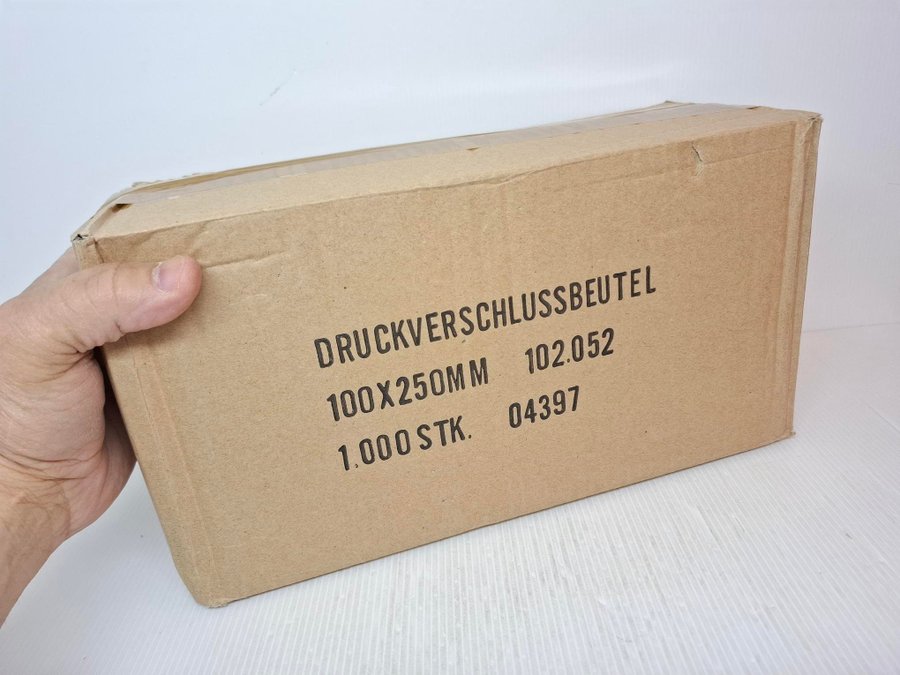 DRUCKVERSCHLUSSBEUTEL
100X250MM 102.052
1.000 STK. 04397